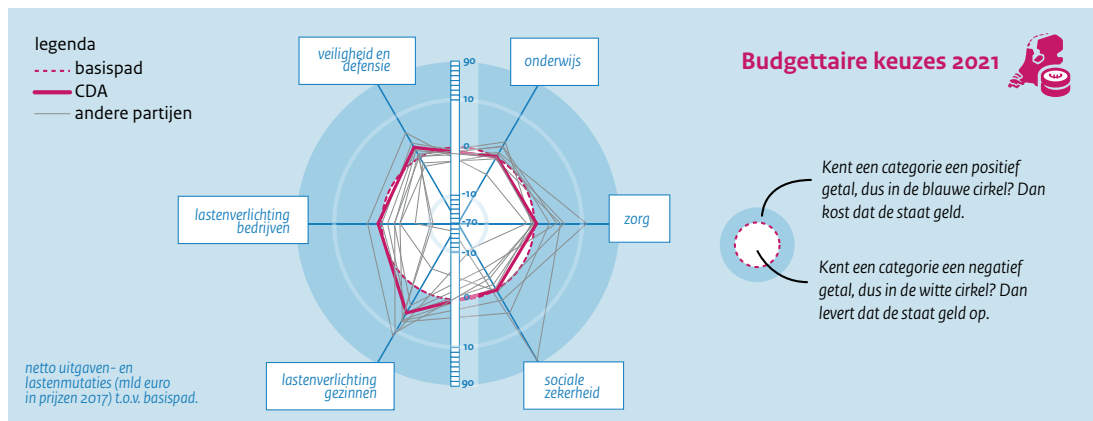 legenda
basispad
CDA
andere partijen
veiligheid en
defensie
onderwijs
zorg
sociale
zekerheid
lastenverlichting
gezinnen
lastenverlichting
bedrijven
90
10
0
-10
-70
-10
0
10
90
netto uitgaven- en
lastenmutaties (mld euro
in prijzen 2017) t.o.v. basispad.
Budgettaire keuzes 2021
Kent een categorie een positief
getal, dus in de blauwe cirkel? Dan
kost dat de staat geld.
Kent een categorie een negatief
getal, dus in de witte cirkel? Dan
levert dat de staat geld op.